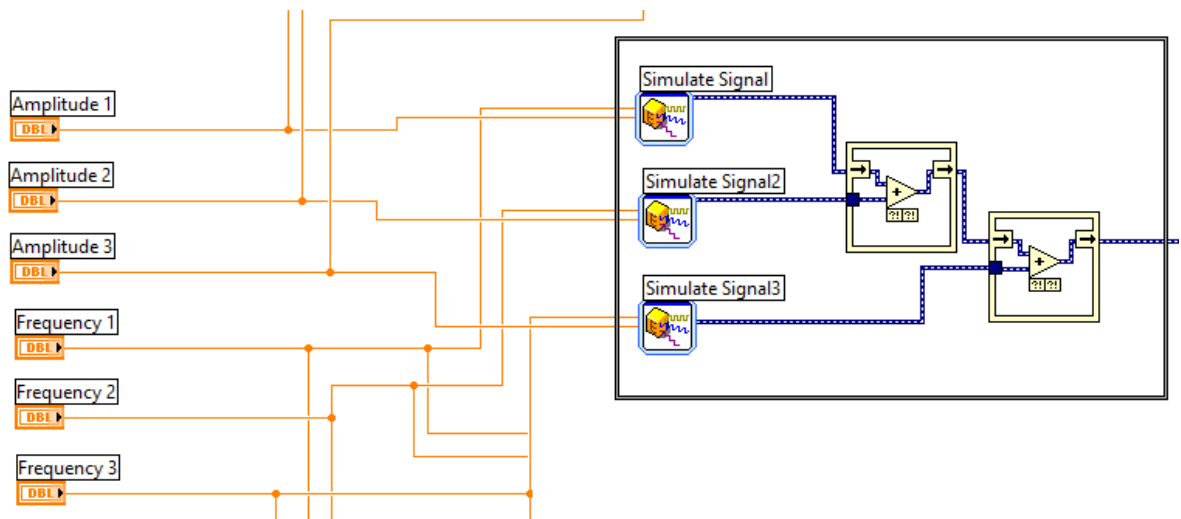 Simulate Signal
Amplitude 1
DBL
Amplitude 2
DBL
Simulate Signal2
+
?! ?!
Amplitude 3
DBL
Simulate Signal3
+
?! ?!
Frequency 1
DBL
Frequency 2
DBL
Frequency 3
DBL